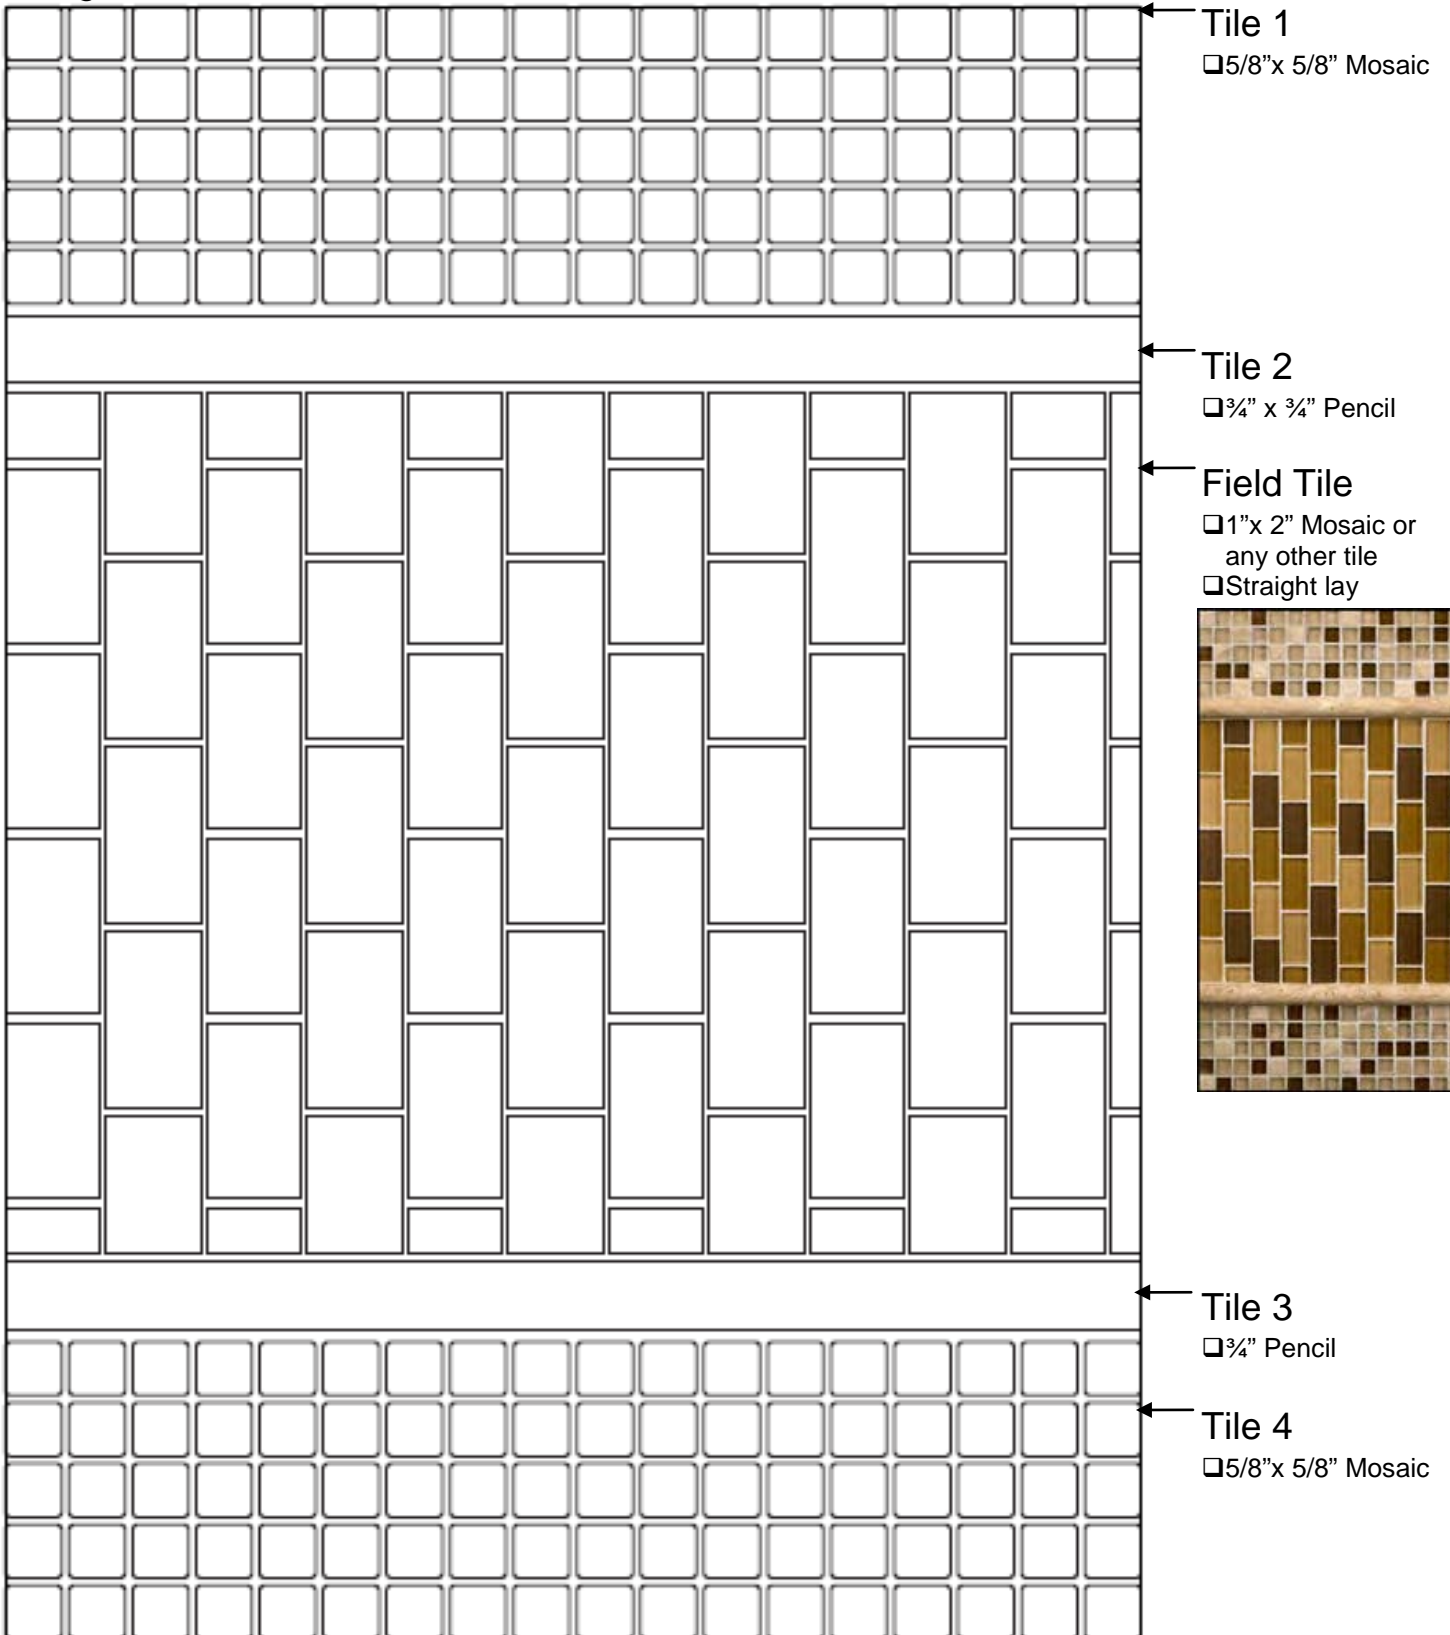 Tile 1
❑5/8”x 5/8” Mosaic
Tile 2
❑¾” x ¾” Pencil
Field Tile
❑1”x 2” Mosaic or
any other tile
❑Straight lay
Tile 3
❑¾” Pencil
Tile 4
❑5/8”x 5/8” Mosaic